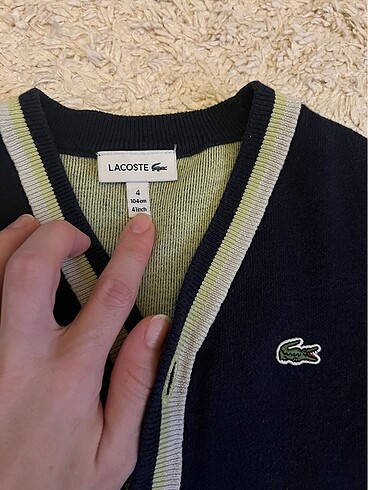 LACOSTE
4
104cm
41inch